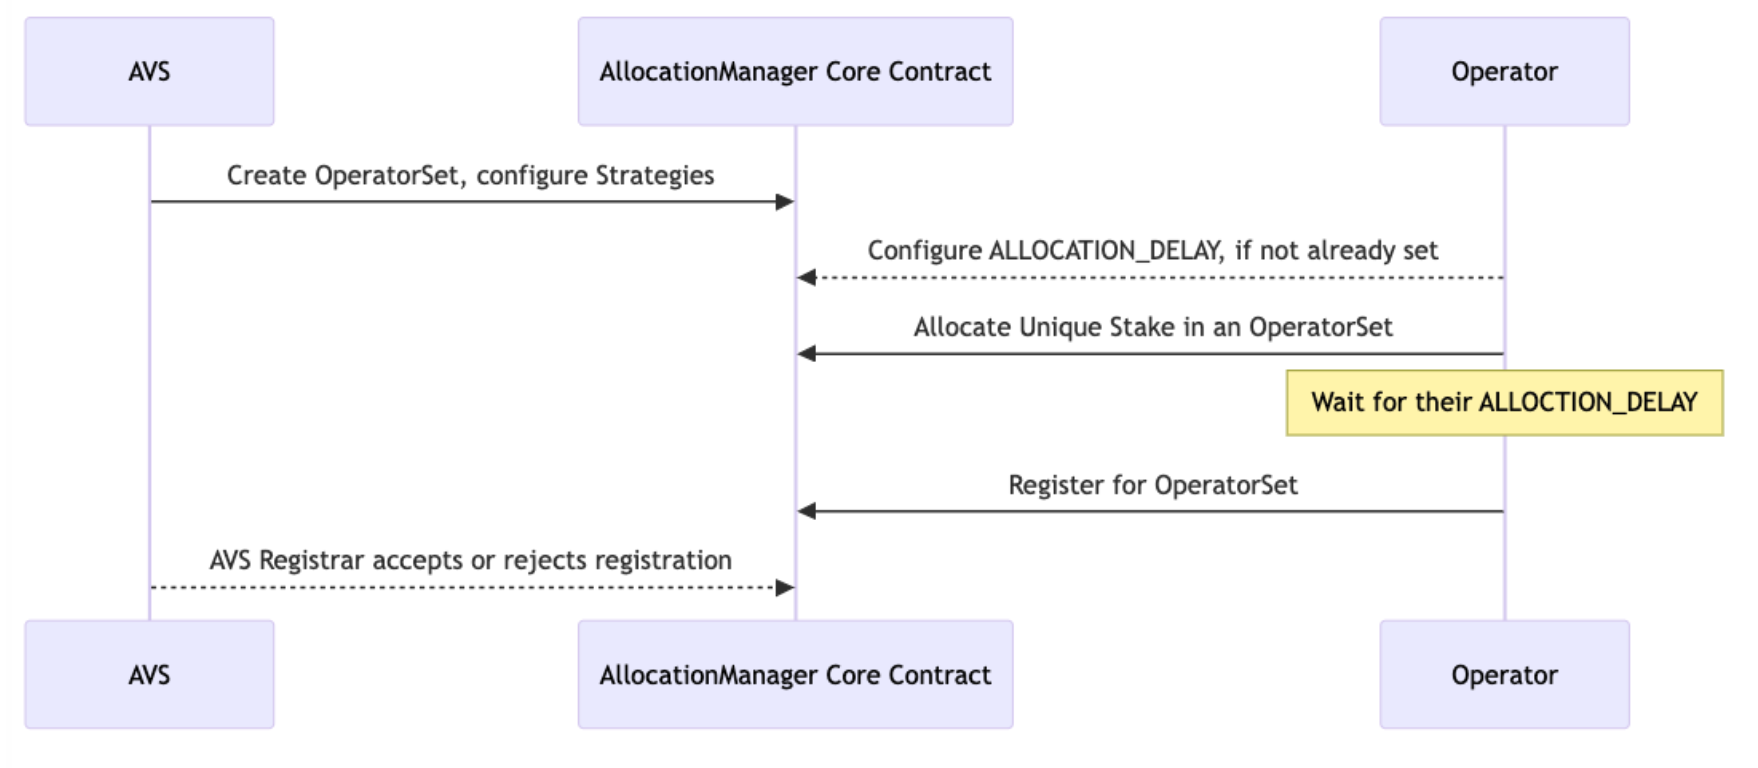 AVS
AllocationManager Core Contract
Operator
Create OperatorSet, configure Strategies
Configure ALLOCATION_DELAY, if not already set
Allocate Unique Stake in an OperatorSet
Wait for their ALLOCTION_DELAY
Register for OperatorSet
AVS Registrar accepts or rejects registration
AVS
AllocationManager Core Contract
Operator